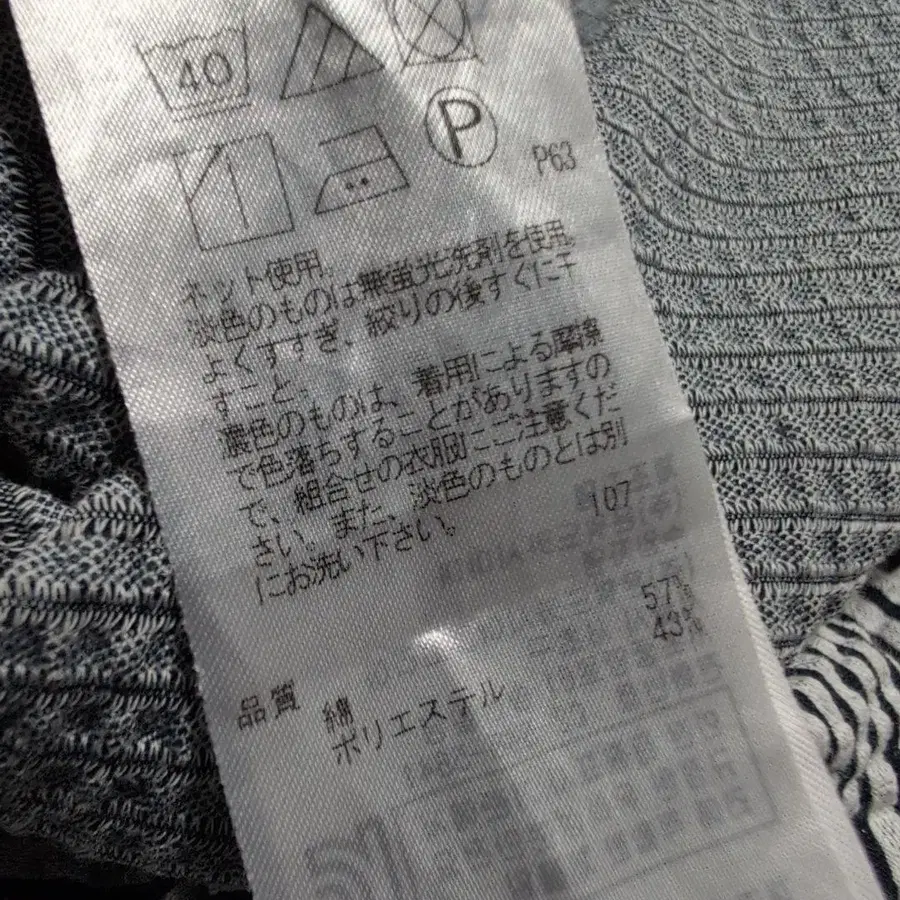 40
P
P63
ネット使用。
淡色のものは無蛍光洗剤を使用。
よくすすぎ、絞りの後すぐに干
すこと。
濃色のものは、着用による摩擦
で色落ちすることがありますの
で、組合せの衣服にご注意くだ
さい。また、淡色のものとは別
にお洗い下さい。
107
品質 綿 57%
ポリエステル 43%